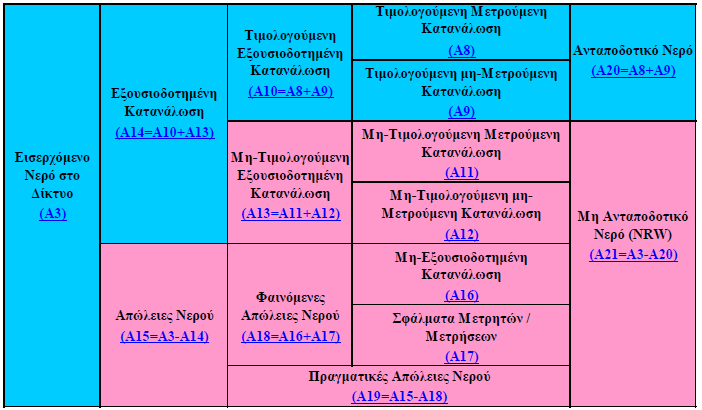 Εισερχόμενο
Νερό στο
Δίκτυο
(A3)
Εξουσιοδοτημένη
Κατανάλωση
(A14=A10+A13)
Απώλειες Νερού
(A15=A3-A14)
Τιμολογούμενη
Εξουσιοδοτημένη
Κατανάλωση
(A10=A8+A9)
Μη-Τιμολογούμενη
Εξουσιοδοτημένη
Κατανάλωση
(A13=A11+A12)
Φαινόμενες
Απώλειες Νερού
(A18=A16+A17)
Τιμολογούμενη Μετρούμενη
Κατανάλωση
(A8)
Τιμολογούμενη μη-Μετρούμενη
Κατανάλωση
(A9)
Μη-Τιμολογούμενη Μετρούμενη
Κατανάλωση
(A11)
Μη-Τιμολογούμενη μη-
Μετρούμενη Κατανάλωση
(A12)
Μη-Εξουσιοδοτημένη
Κατανάλωση
(A16)
Σφάλματα Μετρητών /
Μετρήσεων
(A17)
Πραγματικές Απώλειες Νερού
(A19=A15-A18)
Ανταποδοτικό Νερό
(A20=A8+A9)
Μη Ανταποδοτικό
Νερό (NRW)
(A21=A3-A20)